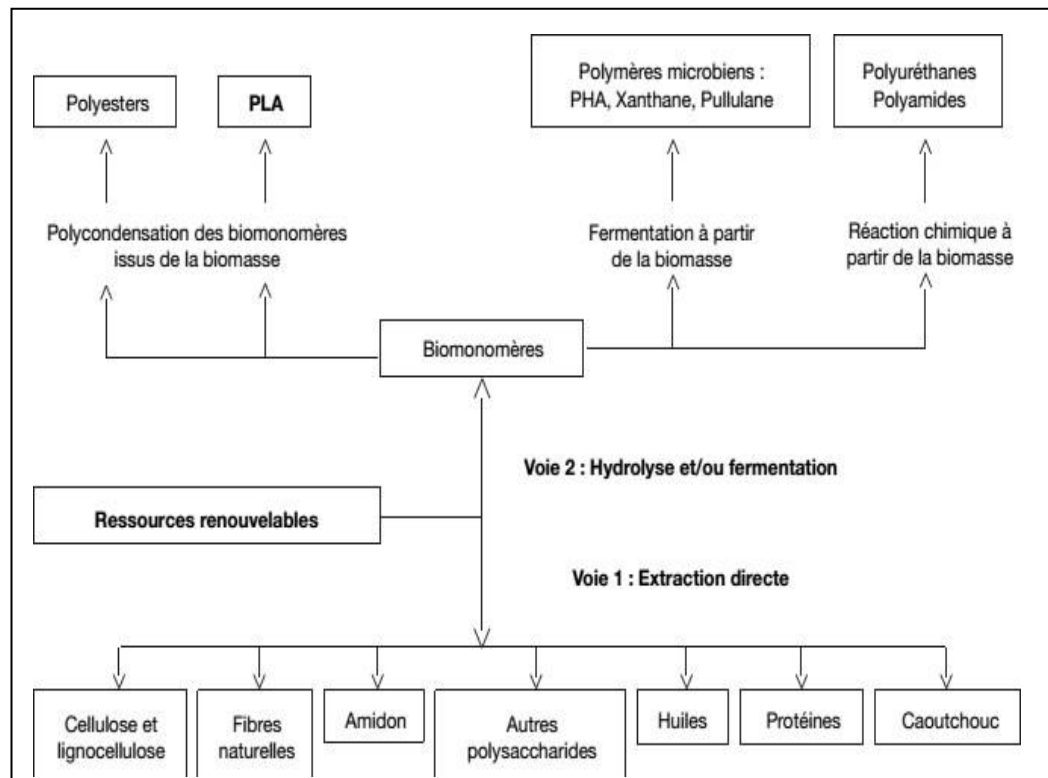 Polyesters
PLA
Polymères microbiens :
PHA, Xanthane, Pullulane
Polyuréthanes
Polyamides
Polycondensation des biomonomères
issus de la biomasse
Fermentation à partir
de la biomasse
Réaction chimique à
partir de la biomasse
Biomonomères
Voie 2 : Hydrolyse et/ou fermentation
Ressources renouvelables
Voie 1 : Extraction directe
Cellulose et
lignocellulose
Fibres
naturelles
Amidon
Autres
polysaccharides
Huiles
Protéines
Caoutchouc